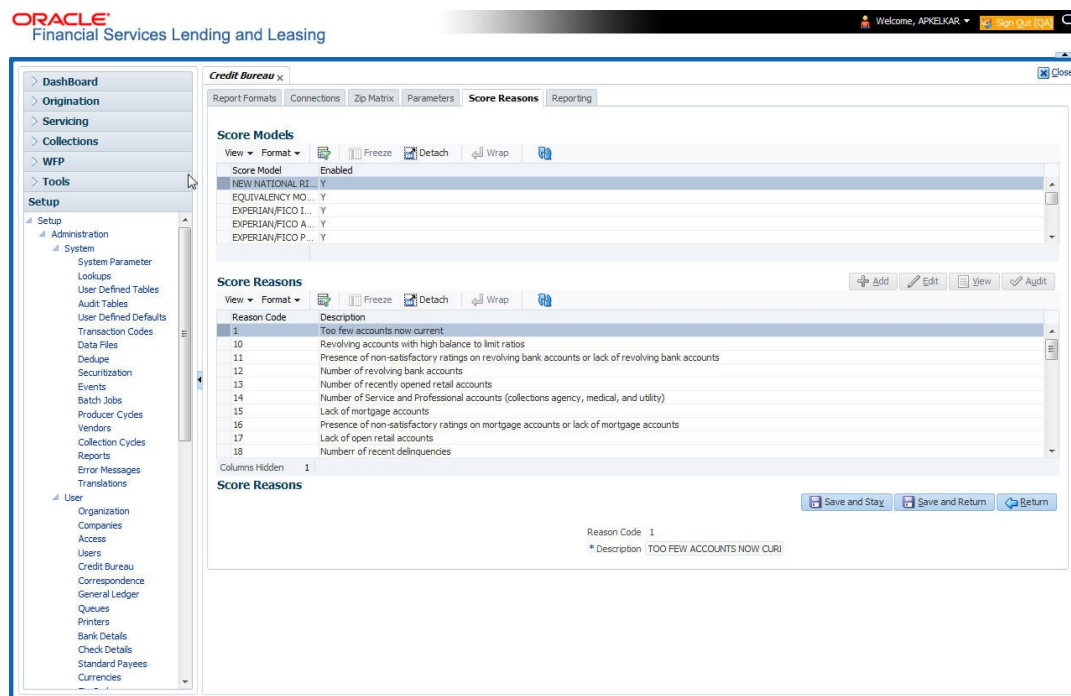 ORACLE
Financial Services Lending and Leasing
Welcome, APKELKAR
Sign Out [QA]
Close
DashBoard
Origination
Servicing
Collections
WFP
Tools
Setup
Setup
Administration
System
System Parameter
Lookups
User Defined Tables
Audit Tables
User Defined Defaults
Transaction Codes
Data Files
Dedupe
Securitization
Events
Batch Jobs
Producer Cycles
Vendors
Collection Cycles
Reports
Error Messages
Translations
User
Organization
Companies
Access
Users
Credit Bureau
Correspondence
General Ledger
Queues
Printers
Bank Details
Check Details
Standard Payees
Currencies
Credit Bureau x
Report Formats Connections Zip Matrix Parameters Score Reasons Reporting
Score Models
View Format Freeze Detach Wrap
Score Model Enabled
NEW NATIONAL RI... Y
EQUIVALENCY MO... Y
EXPERIAN/FICO I... Y
EXPERIAN/FICO A... Y
EXPERIAN/FICO P... Y
Score Reasons
Add Edit View Audit
View Format Freeze Detach Wrap
Reason Code Description
1 Too few accounts now current
10 Revolving accounts with high balance to limit ratios
11 Presence of non-satisfactory ratings on revolving bank accounts or lack of revolving bank accounts
12 Number of revolving bank accounts
13 Number of recently opened retail accounts
14 Number of Service and Professional accounts (collections agency, medical, and utility)
15 Lack of mortgage accounts
16 Presence of non-satisfactory ratings on mortgage accounts or lack of mortgage accounts
17 Lack of open retail accounts
18 Numberr of recent delinquencies
Columns Hidden 1
Score Reasons
Save and Stay Save and Return Return
Reason Code 1
* Description TOO FEW ACCOUNTS NOW CURI